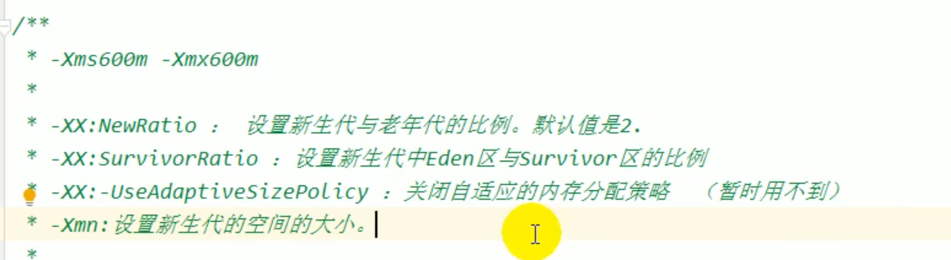 /**
* -Xms600m -Xmx600m
*
* -XX:NewRatio : 设置新生代与老年代的比例。默认值是2.
* -XX:SurvivorRatio :设置新生代中Eden区与Survivor区的比例
* -XX:-UseAdaptiveSizePolicy :关闭自适应的内存分配策略 （暂时用不到）
* -Xmn:设置新生代的空间的大小。
*